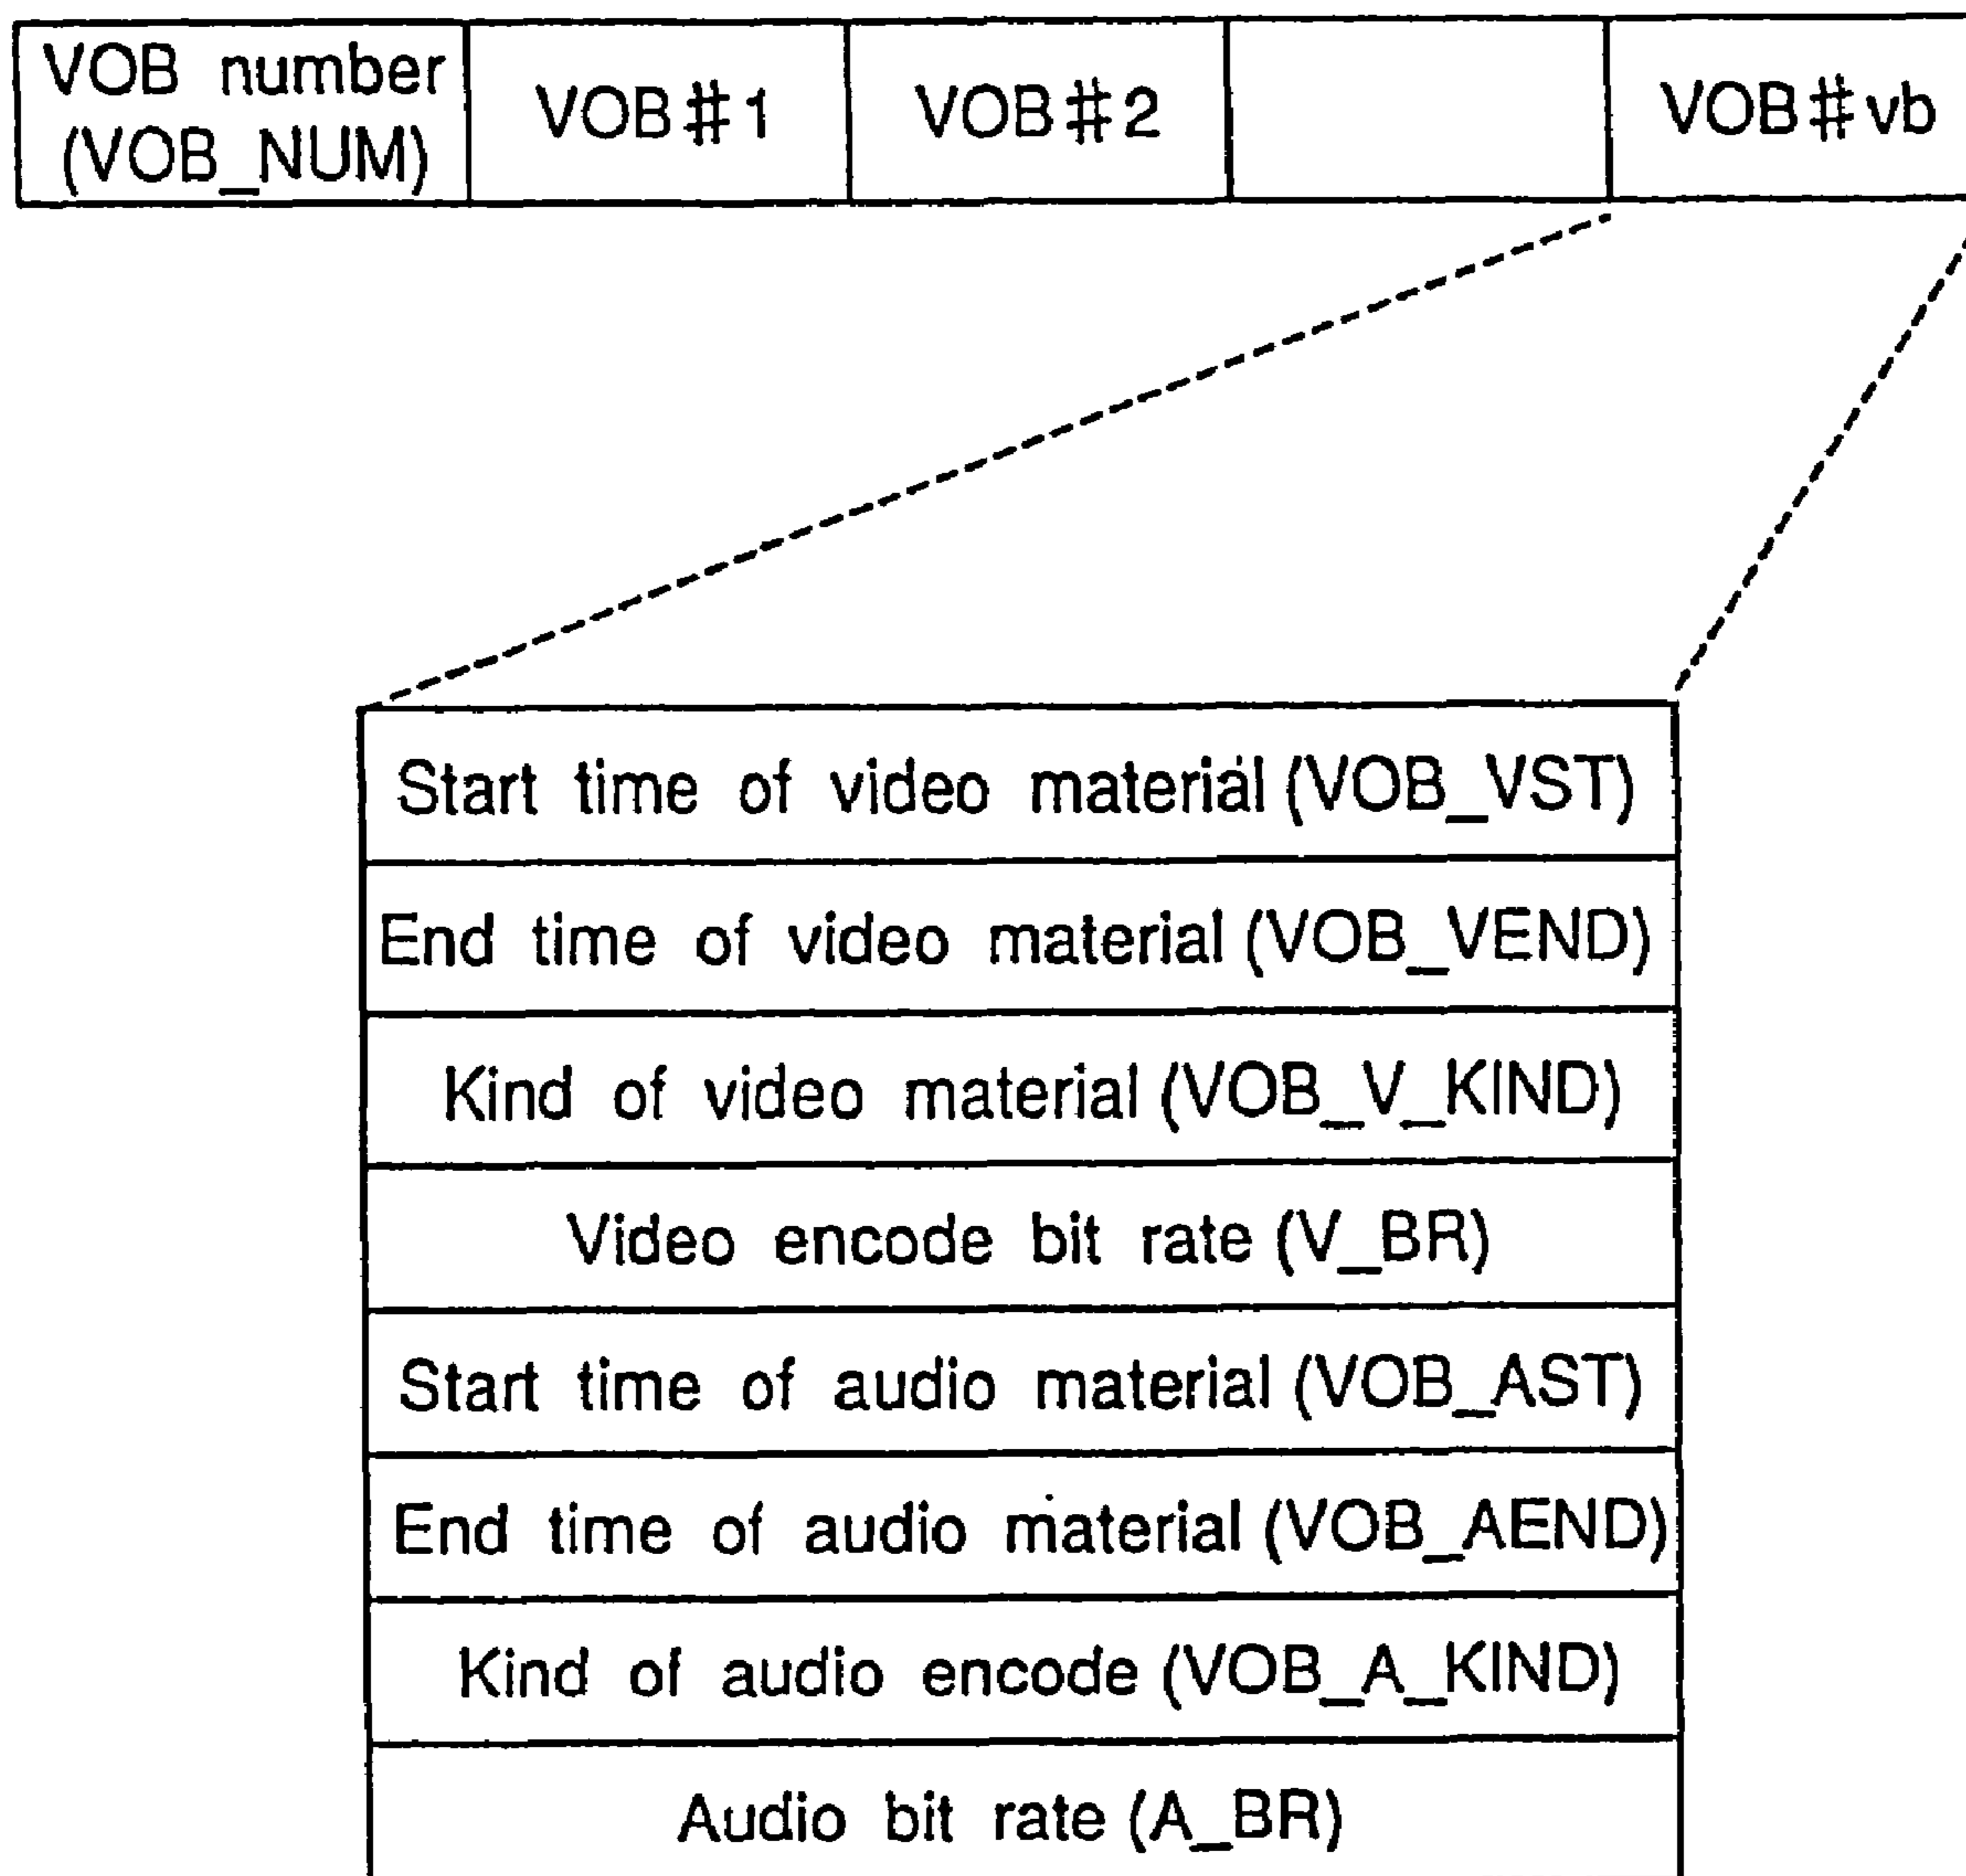 VOB number
(VOB_NUM)
VOB#1
VOB#2
VOB#vb
Start time of video material (VOB_VST)
End time of video material (VOB_VEND)
Kind of video material (VOB_V_KIND)
Video encode bit rate (V_BR)
Start time of audio material (VOB_AST)
End time of audio material (VOB_AEND)
Kind of audio encode (VOB_A_KIND)
Audio bit rate (A_BR)